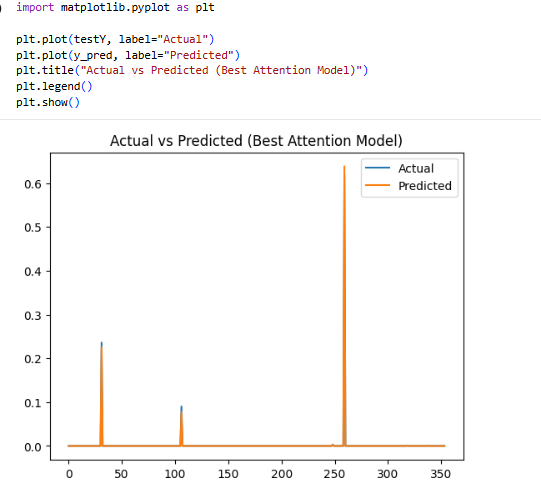 import matplotlib.pyplot as plt
plt.plot(testY, label="Actual")
plt.plot(y_pred, label="Predicted")
plt.title("Actual vs Predicted (Best Attention Model)")
plt.legend()
plt.show()
Actual vs Predicted (Best Attention Model)
Actual
Predicted
0.6
0.5
0.4
0.3
0.2
0.1
0.0
0 50 100 150 200 250 300 350